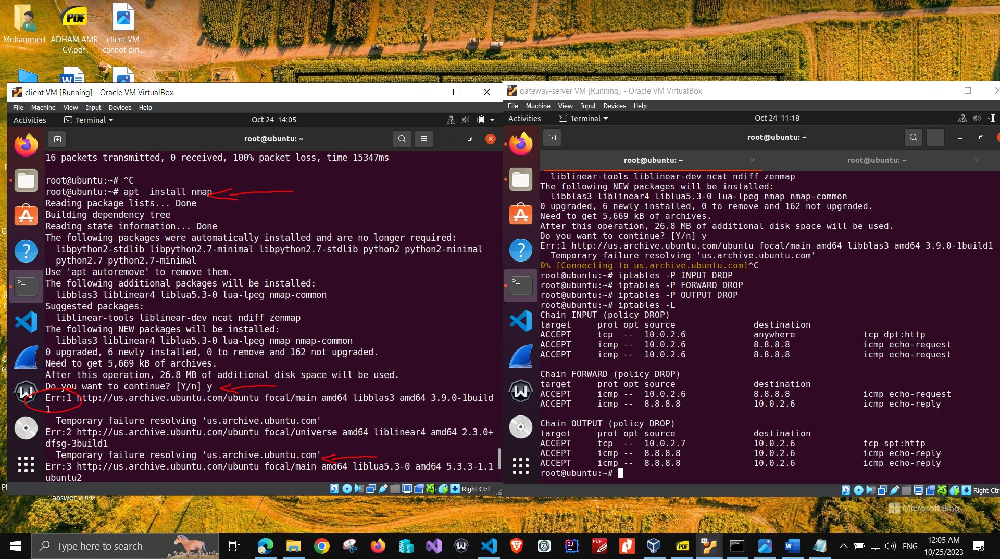 Mohammed
ADHAM AMR
CV.pdf
client VM
cannot pin...
client VM [Running] - Oracle VM VirtualBox
File Machine View Input Devices Help
Activities Terminal Oct 24 14:05
root@ubuntu: ~
16 packets transmitted, 0 received, 100% packet loss, time 15347ms
root@ubuntu:~# ^C
root@ubuntu:~# apt  install nmap
Reading package lists... Done
Building dependency tree
Reading state information... Done
The following packages were automatically installed and are no longer required:
libpython2-stdlib libpython2.7-minimal libpython2.7-stdlib python2 python2-minimal
python2.7 python2.7-minimal
Use 'apt autoremove' to remove them.
The following additional packages will be installed:
libblas3 liblinear4 liblua5.3-0 lua-lpeg nmap-common
Suggested packages:
liblinear-tools liblinear-dev ncat ndiff zenmap
The following NEW packages will be installed:
libblas3 liblinear4 liblua5.3-0 lua-lpeg nmap nmap-common
0 upgraded, 6 newly installed, 0 to remove and 162 not upgraded.
Need to get 5,669 kB of archives.
After this operation, 26.8 MB of additional disk space will be used.
Do you want to continue? [Y/n] y
Err:1 http://us.archive.ubuntu.com/ubuntu focal/main amd64 libblas3 amd64 3.9.0-1build
1
Temporary failure resolving 'us.archive.ubuntu.com'
Err:2 http://us.archive.ubuntu.com/ubuntu focal/universe amd64 liblinear4 amd64 2.3.0+
dfsg-3build1
Temporary failure resolving 'us.archive.ubuntu.com'
Err:3 http://us.archive.ubuntu.com/ubuntu focal/main amd64 liblua5.3-0 amd64 5.3.3-1.1
ubuntu2
Right Ctrl
gateway-server VM [Running] - Oracle VM VirtualBox
File Machine View Input Devices Help
Activities Terminal Oct 24 11:18
root@ubuntu: ~
root@ubuntu: ~ root@ubuntu: ~
liblinear-tools liblinear-dev ncat ndiff zenmap
The following NEW packages will be installed:
libblas3 liblinear4 liblua5.3-0 lua-lpeg nmap nmap-common
0 upgraded, 6 newly installed, 0 to remove and 162 not upgraded.
Need to get 5,669 kB of archives.
After this operation, 26.8 MB of additional disk space will be used.
Do you want to continue? [Y/n] y
Err:1 http://us.archive.ubuntu.com/ubuntu focal/main amd64 libblas3 amd64 3.9.0-1build1
Temporary failure resolving 'us.archive.ubuntu.com'
0% [Connecting to us.archive.ubuntu.com]^C
root@ubuntu:~# iptables -P INPUT DROP
root@ubuntu:~# iptables -P FORWARD DROP
root@ubuntu:~# iptables -P OUTPUT DROP
root@ubuntu:~# iptables -L
Chain INPUT (policy DROP)
target prot opt source destination
ACCEPT tcp -- 10.0.2.6 anywhere tcp dpt:http
ACCEPT icmp -- 10.0.2.6 8.8.8.8 icmp echo-request
ACCEPT icmp -- 10.0.2.6 8.8.8.8 icmp echo-request
Chain FORWARD (policy DROP)
target prot opt source destination
ACCEPT icmp -- 10.0.2.6 8.8.8.8 icmp echo-request
ACCEPT icmp -- 8.8.8.8 10.0.2.6 icmp echo-reply
Chain OUTPUT (policy DROP)
target prot opt source destination
ACCEPT tcp -- 10.0.2.7 10.0.2.6 tcp spt:http
ACCEPT icmp -- 8.8.8.8 10.0.2.6 icmp echo-reply
ACCEPT icmp -- 8.8.8.8 10.0.2.6 icmp echo-reply
root@ubuntu:~#
Right Ctr
answer 2.JPG
Microsoft Bing
Type here to search
ENG
12:05 AM
10/25/2023